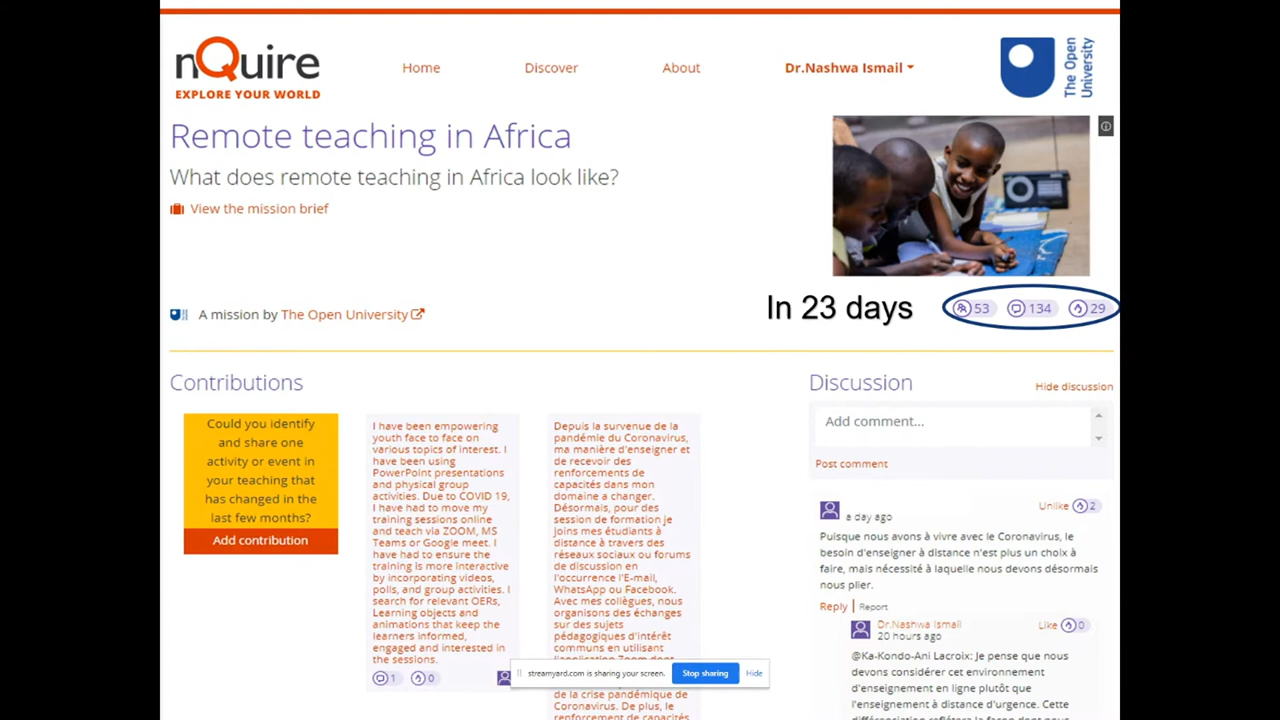 nQuire
EXPLORE YOUR WORLD
Home
Discover
About
Dr.Nashwa Ismail
The Open
University
Remote teaching in Africa
What does remote teaching in Africa look like?
View the mission brief
A mission by The Open University
In 23 days
53
134
29
Contributions
Could you identify
and share one
activity or event in
your teaching that
has changed in the
last few months?
Add contribution
I have been empowering
youth face to face on
various topics of interest. I
have been using
PowerPoint presentations
and physical group
activities. Due to COVID 19,
I have had to move my
training sessions online
and teach via ZOOM, MS
Teams or Google meet. I
have had to ensure the
training is more interactive
by incorporating videos,
polls, and group activities. I
search for relevant OERs,
Learning objects and
animations that keep the
learners informed,
engaged and interested in
the sessions.
1
0
Depuis la survenue de la
pandémie du Coronavirus,
ma manière d'enseigner et
de recevoir des
renforcements de
capacités dans mon
domaine a changer.
Désormais, pour des
session de formation je
joins mes étudiants à
distance à travers des
réseaux sociaux ou forums
de discussion en
l'occurrence l'E-mail,
WhatsApp ou Facebook.
Avec mes collègues, nous
organisons des échanges
sur des sujets
pédagogiques d'intérêt
communs en utilisant
de la crise pandémique de
Coronavirus. De plus, le
renforcement de capacités
streamyard.com is sharing your screen.
Stop sharing
Hide
Discussion
Hide discussion
Add comment...
Post comment
Unlike
2
a day ago
Puisque nous avons à vivre avec le Coronavirus, le
besoin d'enseigner à distance n'est plus un choix à
faire, mais nécessité à laquelle nous devons désormais
nous plier.
Reply | Report
Dr.Nashwa Ismail
Like
0
20 hours ago
@Ka-Kondo-Ani Lacroix: Je pense que nous
devons considérer cet environnement
d'enseignement en ligne plutôt que
l'enseignement à distance d'urgence. Cette